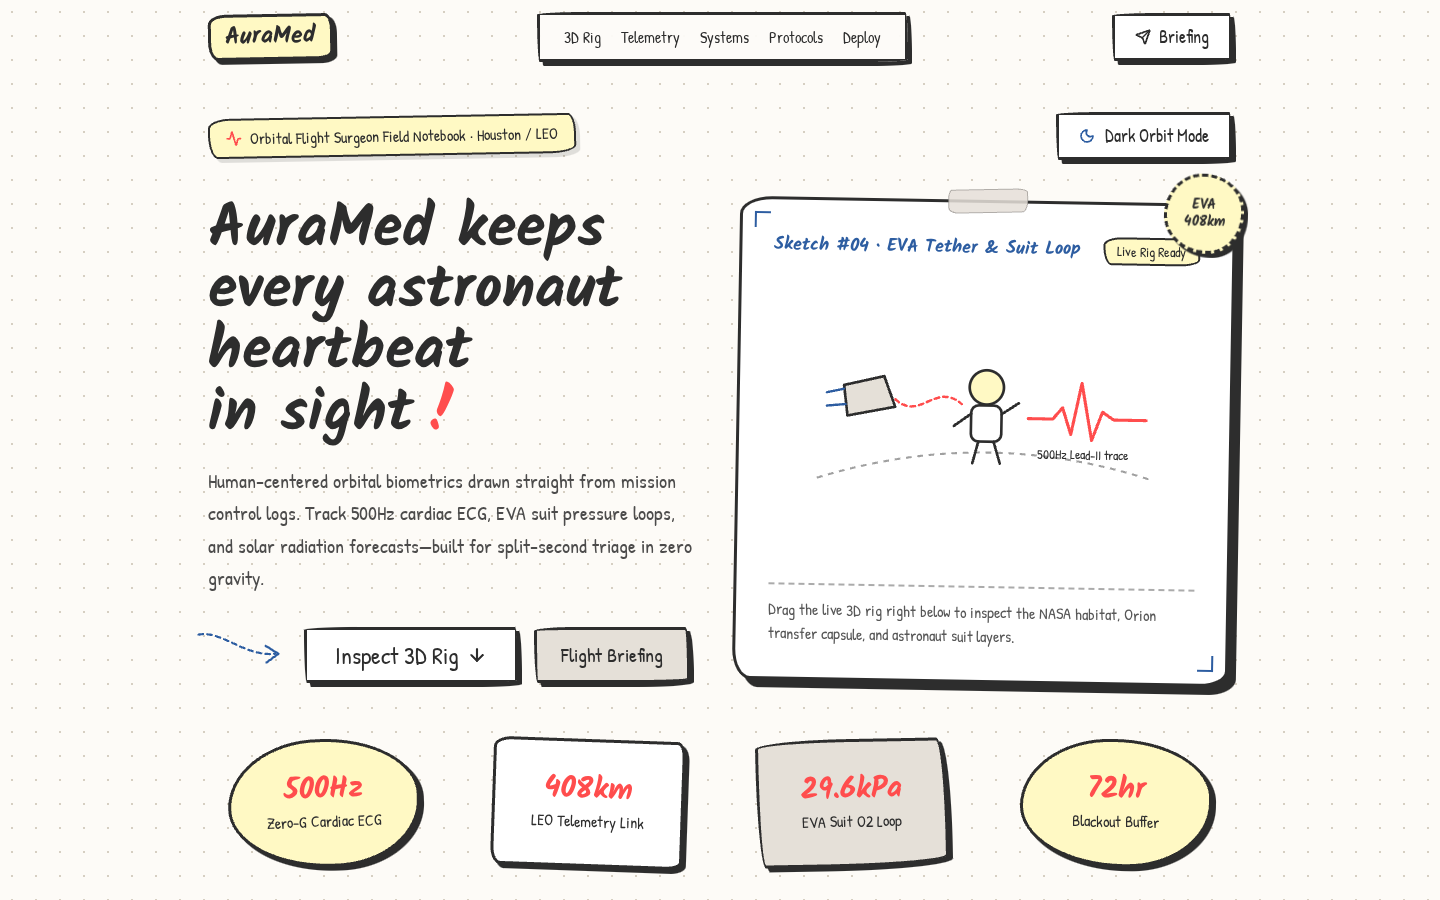 AuraMed
3D Rig Telemetry Systems Protocols Deploy
Briefing
Orbital Flight Surgeon Field Notebook · Houston / LEO
Dark Orbit Mode
AuraMed keeps
every astronaut
heartbeat
in sight!
Human-centered orbital biometrics drawn straight from mission
control logs. Track 500Hz cardiac ECG, EVA suit pressure loops,
and solar radiation forecasts—built for split-second triage in zero
gravity.
Inspect 3D Rig
Flight Briefing
EVA
408km
Sketch #04 · EVA Tether & Suit Loop
Live Rig Ready
500Hz Lead-II trace
Drag the live 3D rig right below to inspect the NASA habitat, Orion
transfer capsule, and astronaut suit layers.
500Hz
Zero-G Cardiac ECG
408km
LEO Telemetry Link
29.6kPa
EVA Suit O2 Loop
72hr
Blackout Buffer